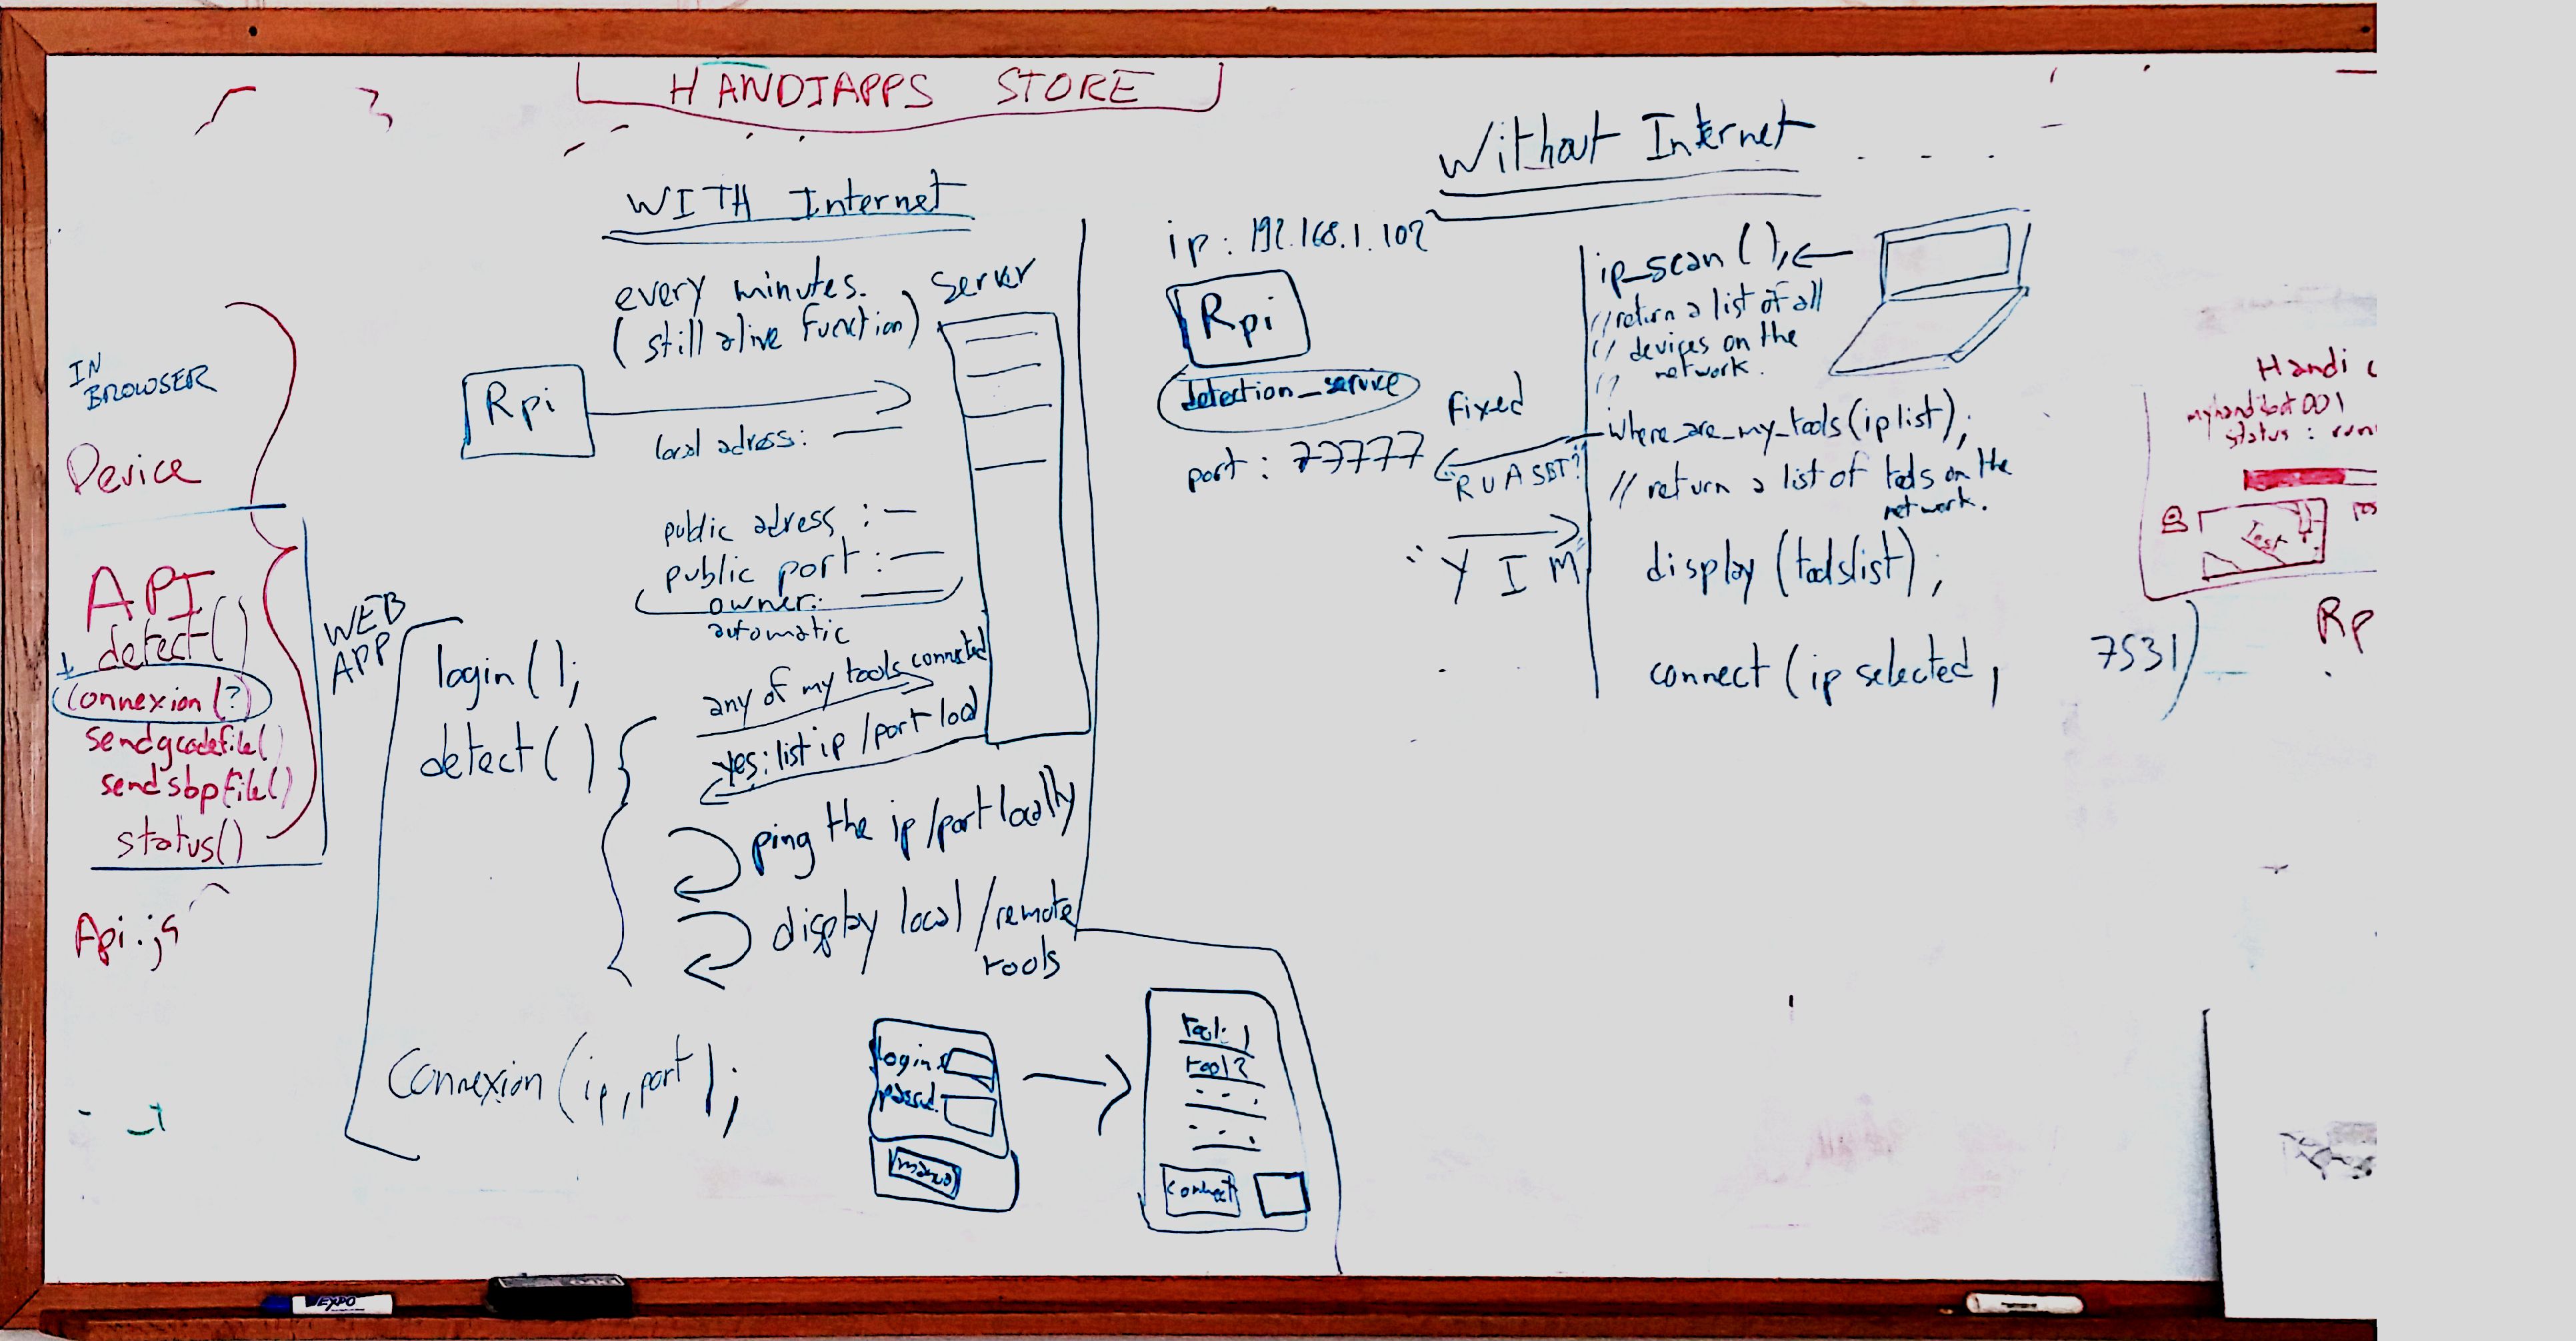 HANDIAPPS STORE
WITH Internet
every minutes.
(still alive function)
Server
Rpi
local adress:
public adress :
public port :
owner:
automatic
IN
BROWSER
Device
API
detect()
connexion(?)
sendgcodefile()
sendsbpfile()
status()
Api.js
WEB
APP
login();
detect()
any of my tools connected
yes: list ip/port local
ping the ip/port locally
display local/remote
tools
Connexion (ip, port);
login:
passwd.
tool: 1
tool 2
connect
Without Internet
ip : 192.168.1.102
Rpi
detection_service
port : 77777
fixed
R U A SBT?
" Y I M "
ip_scan();
// return a list of all
// devices on the
// network.
where_are_my_tools(ip list);
// return a list of tools on the
network.
display (toolslist);
connect (ip selected, 7531)
Handi
myhandibot001
status : runn
Test
Rp
EXPO